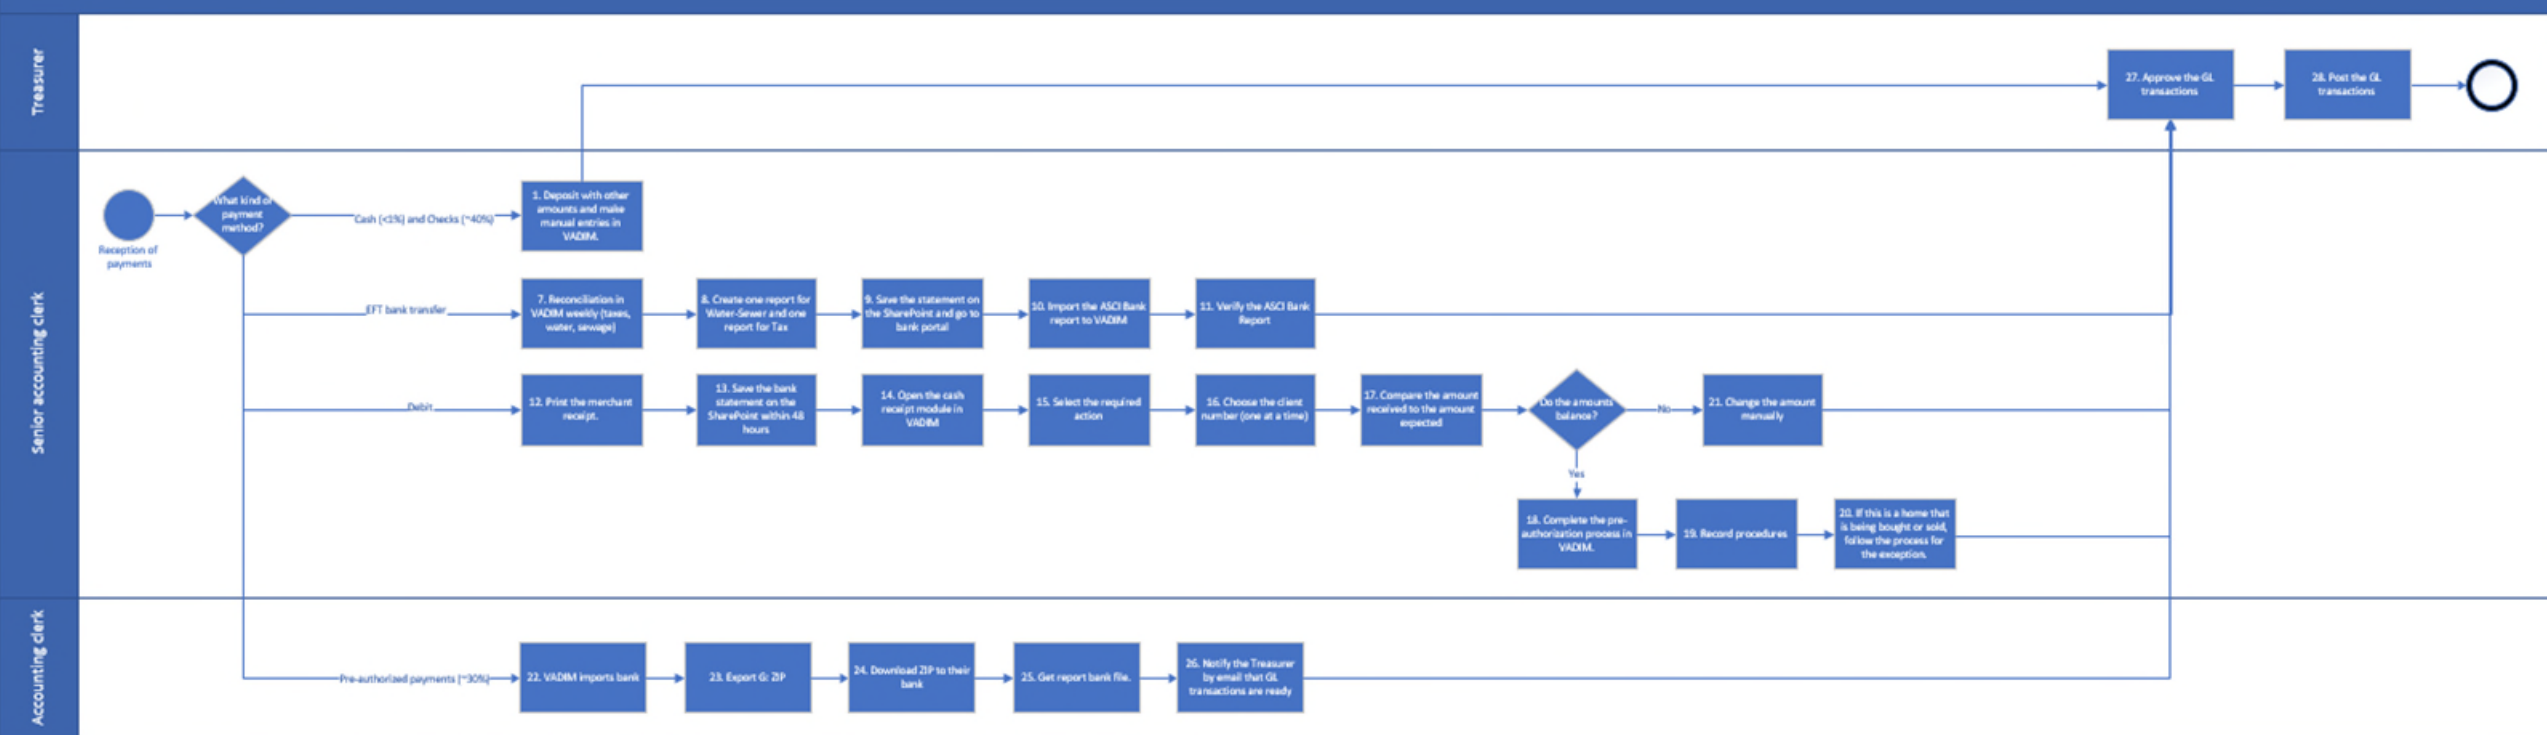 Treasurer
27. Approve the GL
transactions
28. Post the GL
transactions
Senior accounting clerk
Reception of
payments
What kind of
payment
method?
Cash (<1%) and Checks (~40%)
1. Deposit with other
amounts and make
manual entries in
VADIM.
EFT bank transfer
7. Reconciliation in
VADIM weekly (taxes,
water, sewage)
8. Create one report for
Water-Sewer and one
report for Tax
9. Save the statement on
the SharePoint and go to
bank portal
10. Import the ASCI Bank
report to VADIM
11. Verify the ASCI Bank
Report
Debit
12. Print the merchant
receipt.
13. Save the bank
statement on the
SharePoint within 48
hours
14. Open the cash
receipt module in
VADIM
15. Select the required
action
16. Choose the client
number (one at a time)
17. Compare the amount
received to the amount
expected
Do the amounts
balance?
No
21. Change the amount
manually
Yes
18. Complete the pre-
authorization process in
VADIM.
19. Record procedures
20. If this is a home that
is being bought or sold,
follow the process for
the exception.
Accounting clerk
Pre-authorized payments (~30%)
22. VADIM imports bank
23. Export G: ZIP
24. Download ZIP to their
bank
25. Get report bank file.
26. Notify the Treasurer
by email that GL
transactions are ready